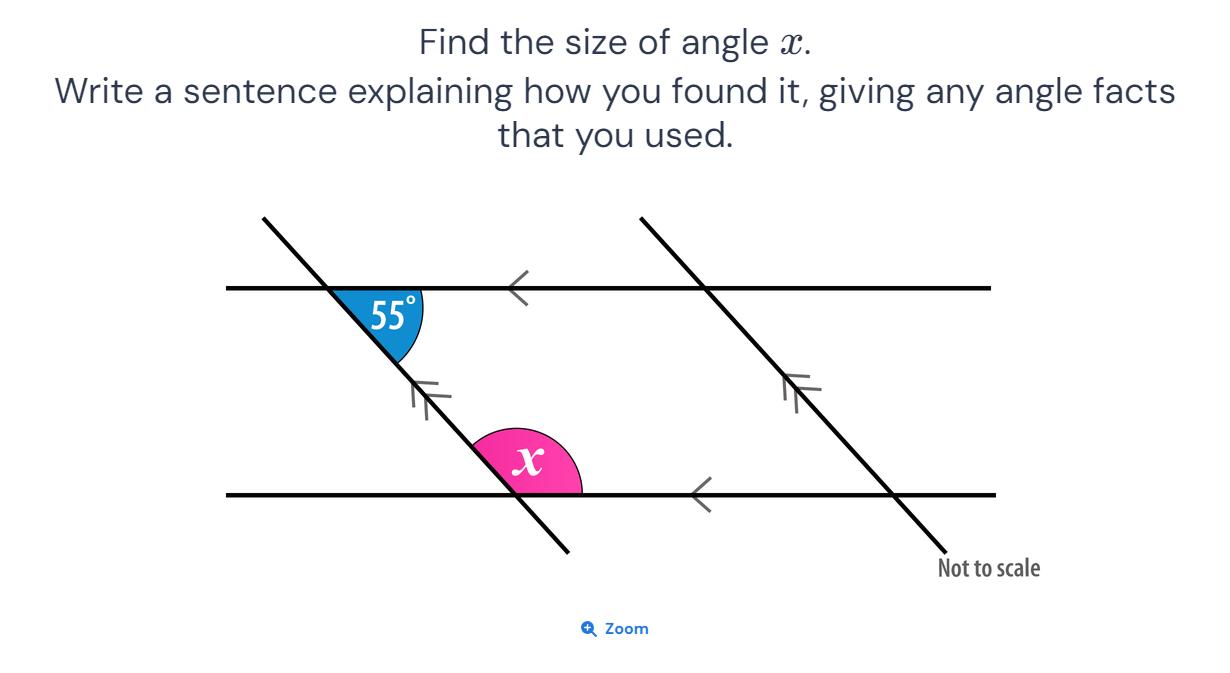 Find the size of angle x.
Write a sentence explaining how you found it, giving any angle facts
that you used.
55°
x
Not to scale
Zoom